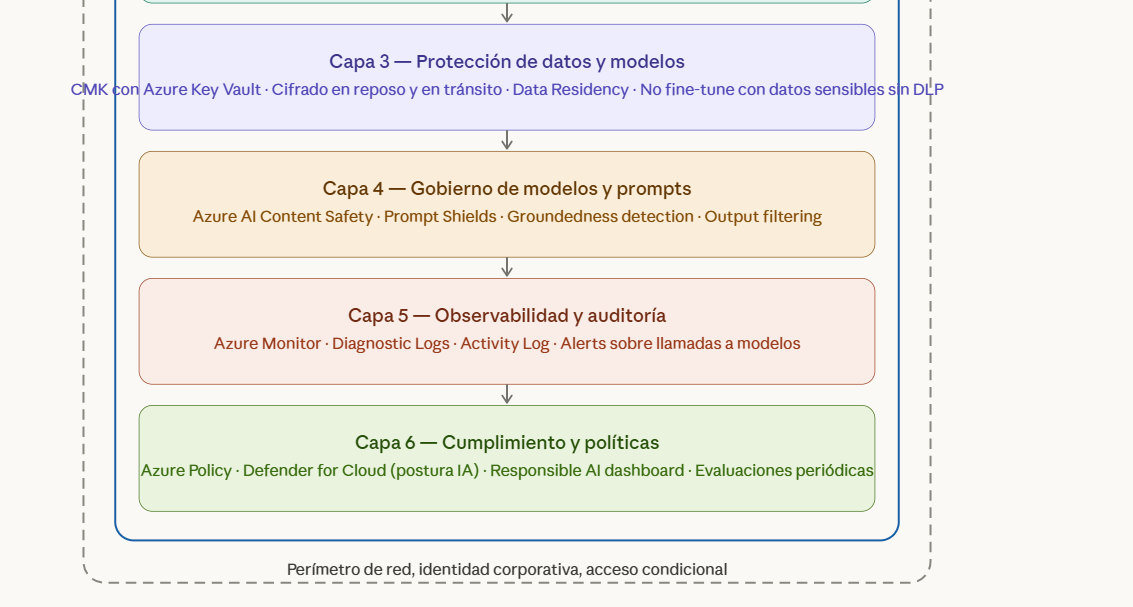 Capa 3 — Protección de datos y modelos
CMK con Azure Key Vault · Cifrado en reposo y en tránsito · Data Residency · No fine-tune con datos sensibles sin DLP
Capa 4 — Gobierno de modelos y prompts
Azure AI Content Safety · Prompt Shields · Groundedness detection · Output filtering
Capa 5 — Observabilidad y auditoría
Azure Monitor · Diagnostic Logs · Activity Log · Alerts sobre llamadas a modelos
Capa 6 — Cumplimiento y políticas
Azure Policy · Defender for Cloud (postura IA) · Responsible AI dashboard · Evaluaciones periódicas
Perímetro de red, identidad corporativa, acceso condicional